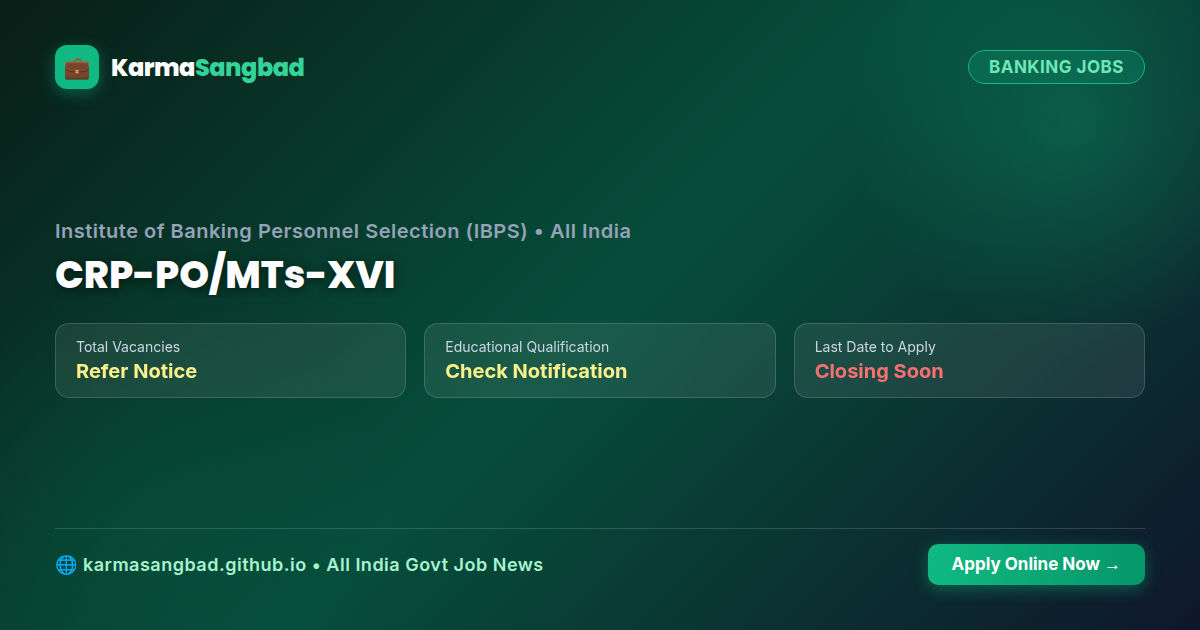 KarmaSangbad
BANKING JOBS
Institute of Banking Personnel Selection (IBPS) • All India
CRP-PO/MTs-XVI
Total Vacancies
Refer Notice
Educational Qualification
Check Notification
Last Date to Apply
Closing Soon
karmasangbad.github.io • All India Govt Job News
Apply Online Now →